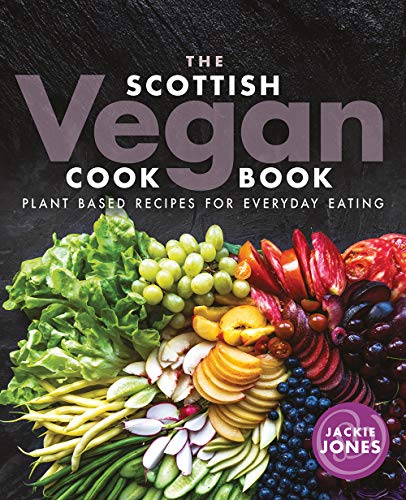 THE
SCOTTISH
Vegan
COOK BOOK
PLANT BASED RECIPES FOR EVERYDAY EATING
JACKIE
JONES